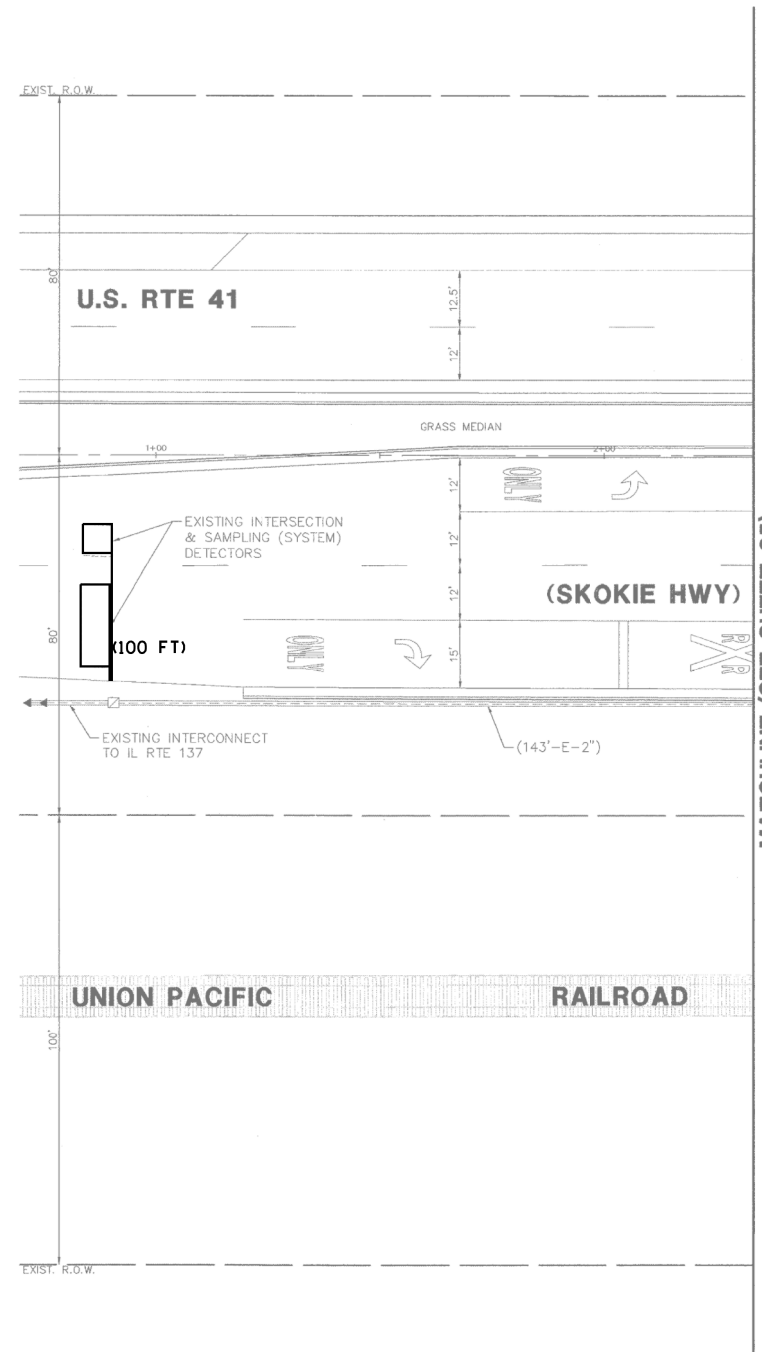 EXIST. R.O.W.
80'
U.S. RTE 41
12.5'
12'
GRASS MEDIAN
1+00
2+00
12'
ONLY
EXISTING INTERSECTION
& SAMPLING (SYSTEM)
DETECTORS
12'
12'
(SKOKIE HWY)
80'
(100 FT)
ONLY
15'
RXR
EXISTING INTERCONNECT
TO IL RTE 137
(143'-E-2")
UNION PACIFIC RAILROAD
100'
EXIST. R.O.W.